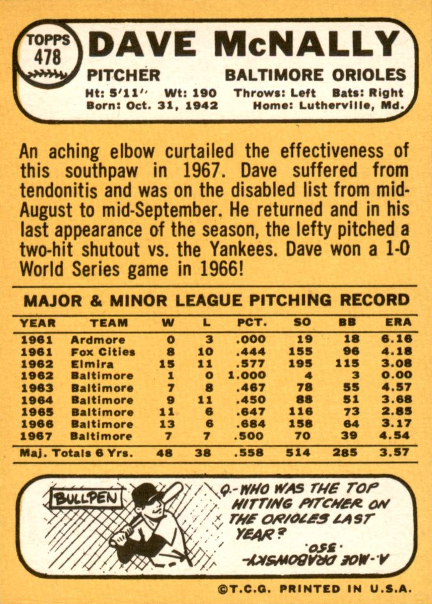 TOPPS
478
DAVE McNALLY
PITCHER BALTIMORE ORIOLES
Ht: 5'11" Wt: 190 Throws: Left Bats: Right
Born: Oct. 31, 1942 Home: Lutherville, Md.
An aching elbow curtailed the effectiveness of
this southpaw in 1967. Dave suffered from
tendonitis and was on the disabled list from mid-
August to mid-September. He returned and in his
last appearance of the season, the lefty pitched a
two-hit shutout vs. the Yankees. Dave won a 1-0
World Series game in 1966!
MAJOR & MINOR LEAGUE PITCHING RECORD
YEAR TEAM W L PCT. SO BB ERA
1961 Ardmore 0 3 .000 19 18 6.16
1961 Fox Cities 8 10 .444 155 96 4.18
1962 Elmira 15 11 .577 195 115 3.08
1962 Baltimore 1 0 1.000 4 3 0.00
1963 Baltimore 7 8 .467 78 55 4.57
1964 Baltimore 9 11 .450 88 51 3.68
1965 Baltimore 11 6 .647 116 73 2.85
1966 Baltimore 13 6 .684 158 64 3.17
1967 Baltimore 7 7 .500 70 39 4.54
Maj. Totals 6 Yrs. 48 38 .558 514 285 3.57
BULLPEN
Q.-WHO WAS THE TOP
HITTING PITCHER ON
THE ORIOLES LAST
YEAR?
A-MOE DRABOWSKY-
.350.
©T.C.G. PRINTED IN U.S.A.